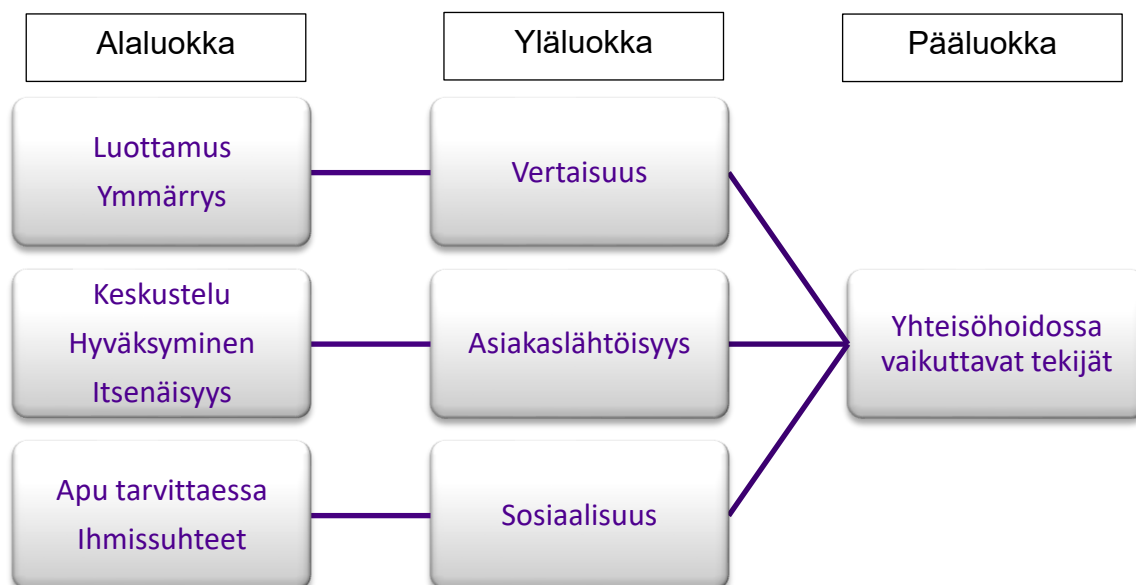 Alaluokka
Yläluokka
Pääluokka
Luottamus
Ymmärrys
Vertaisuus
Keskustelu
Hyväksyminen
Itsenäisyys
Asiakaslähtöisyys
Yhteisöhoidossa
vaikuttavat tekijät
Apu tarvittaessa
Ihmissuhteet
Sosiaalisuus